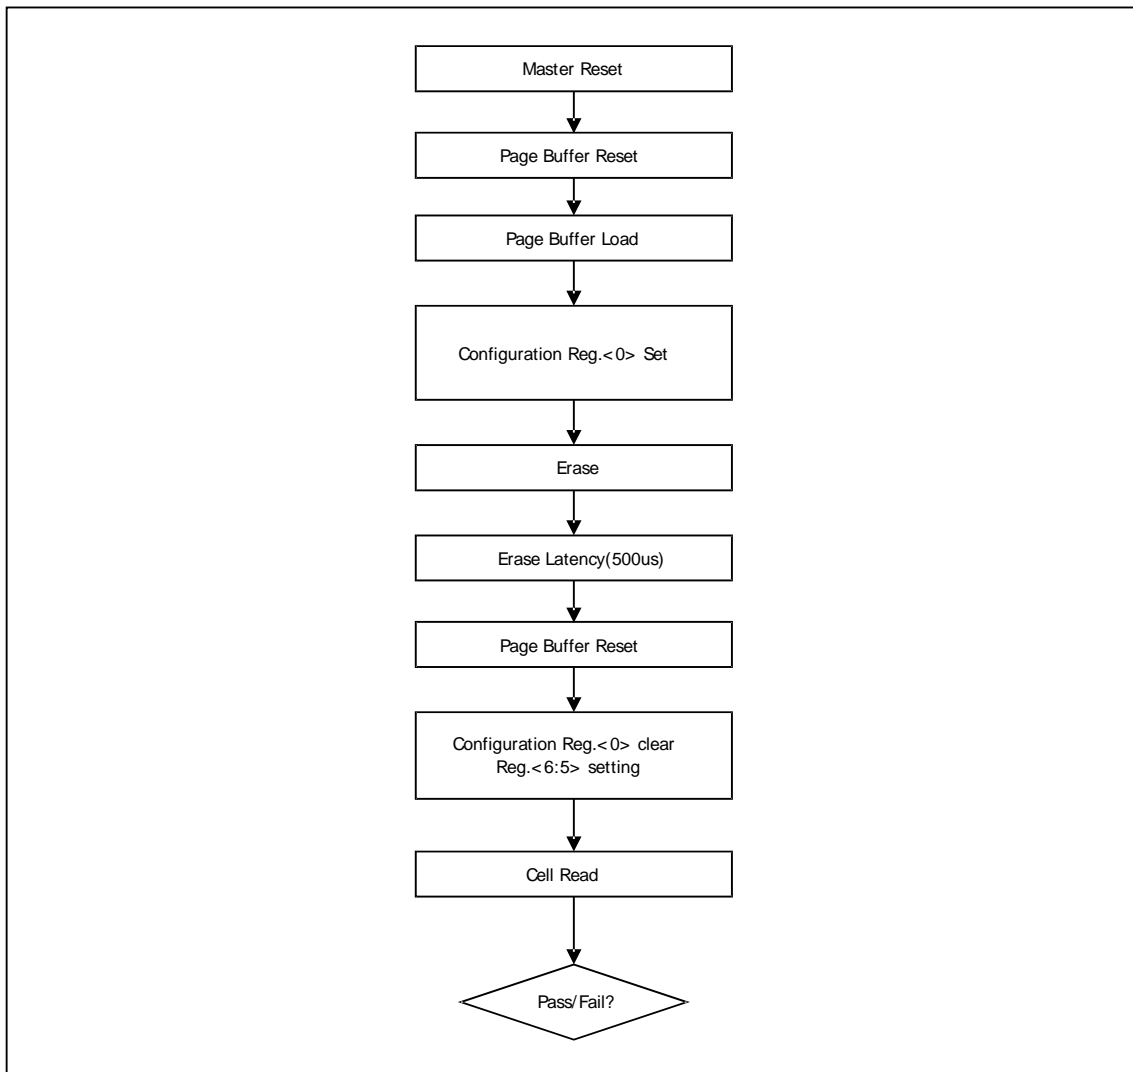 Master Reset
Page Buffer Reset
Page Buffer Load
Configuration Reg.<0> Set
Erase
Erase Latency(500us)
Page Buffer Reset
Configuration Reg.<0> clear
Reg.<6:5> setting
Cell Read
Pass/Fail?